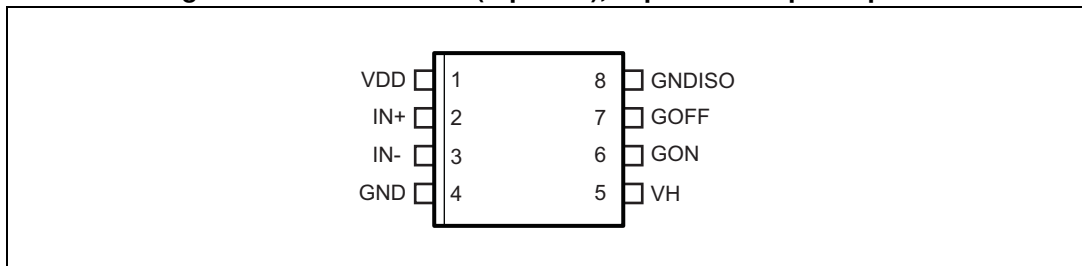 VDD 1 8 GNDISO
IN+ 2 7 GOFF
IN- 3 6 GON
GND 4 5 VH